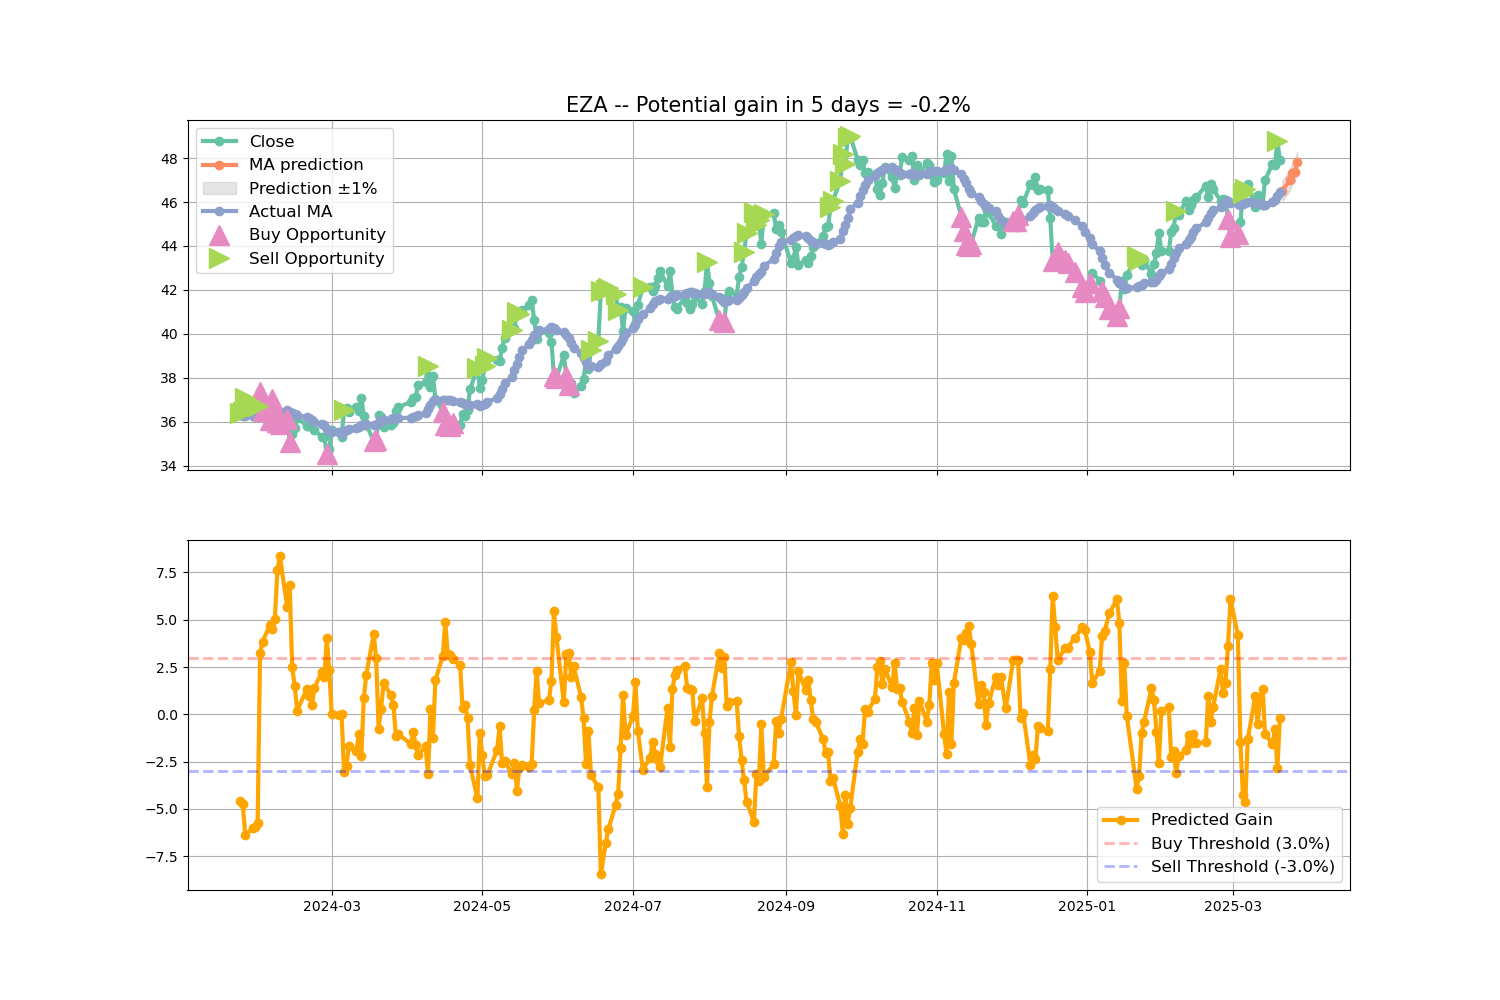 EZA -- Potential gain in 5 days = -0.2%
Close
MA prediction
Prediction ±1%
Actual MA
Buy Opportunity
Sell Opportunity
48
46
44
42
40
38
36
34
7.5
5.0
2.5
0.0
−2.5
−5.0
−7.5
Predicted Gain
Buy Threshold (3.0%)
Sell Threshold (-3.0%)
2024-03 2024-05 2024-07 2024-09 2024-11 2025-01 2025-03